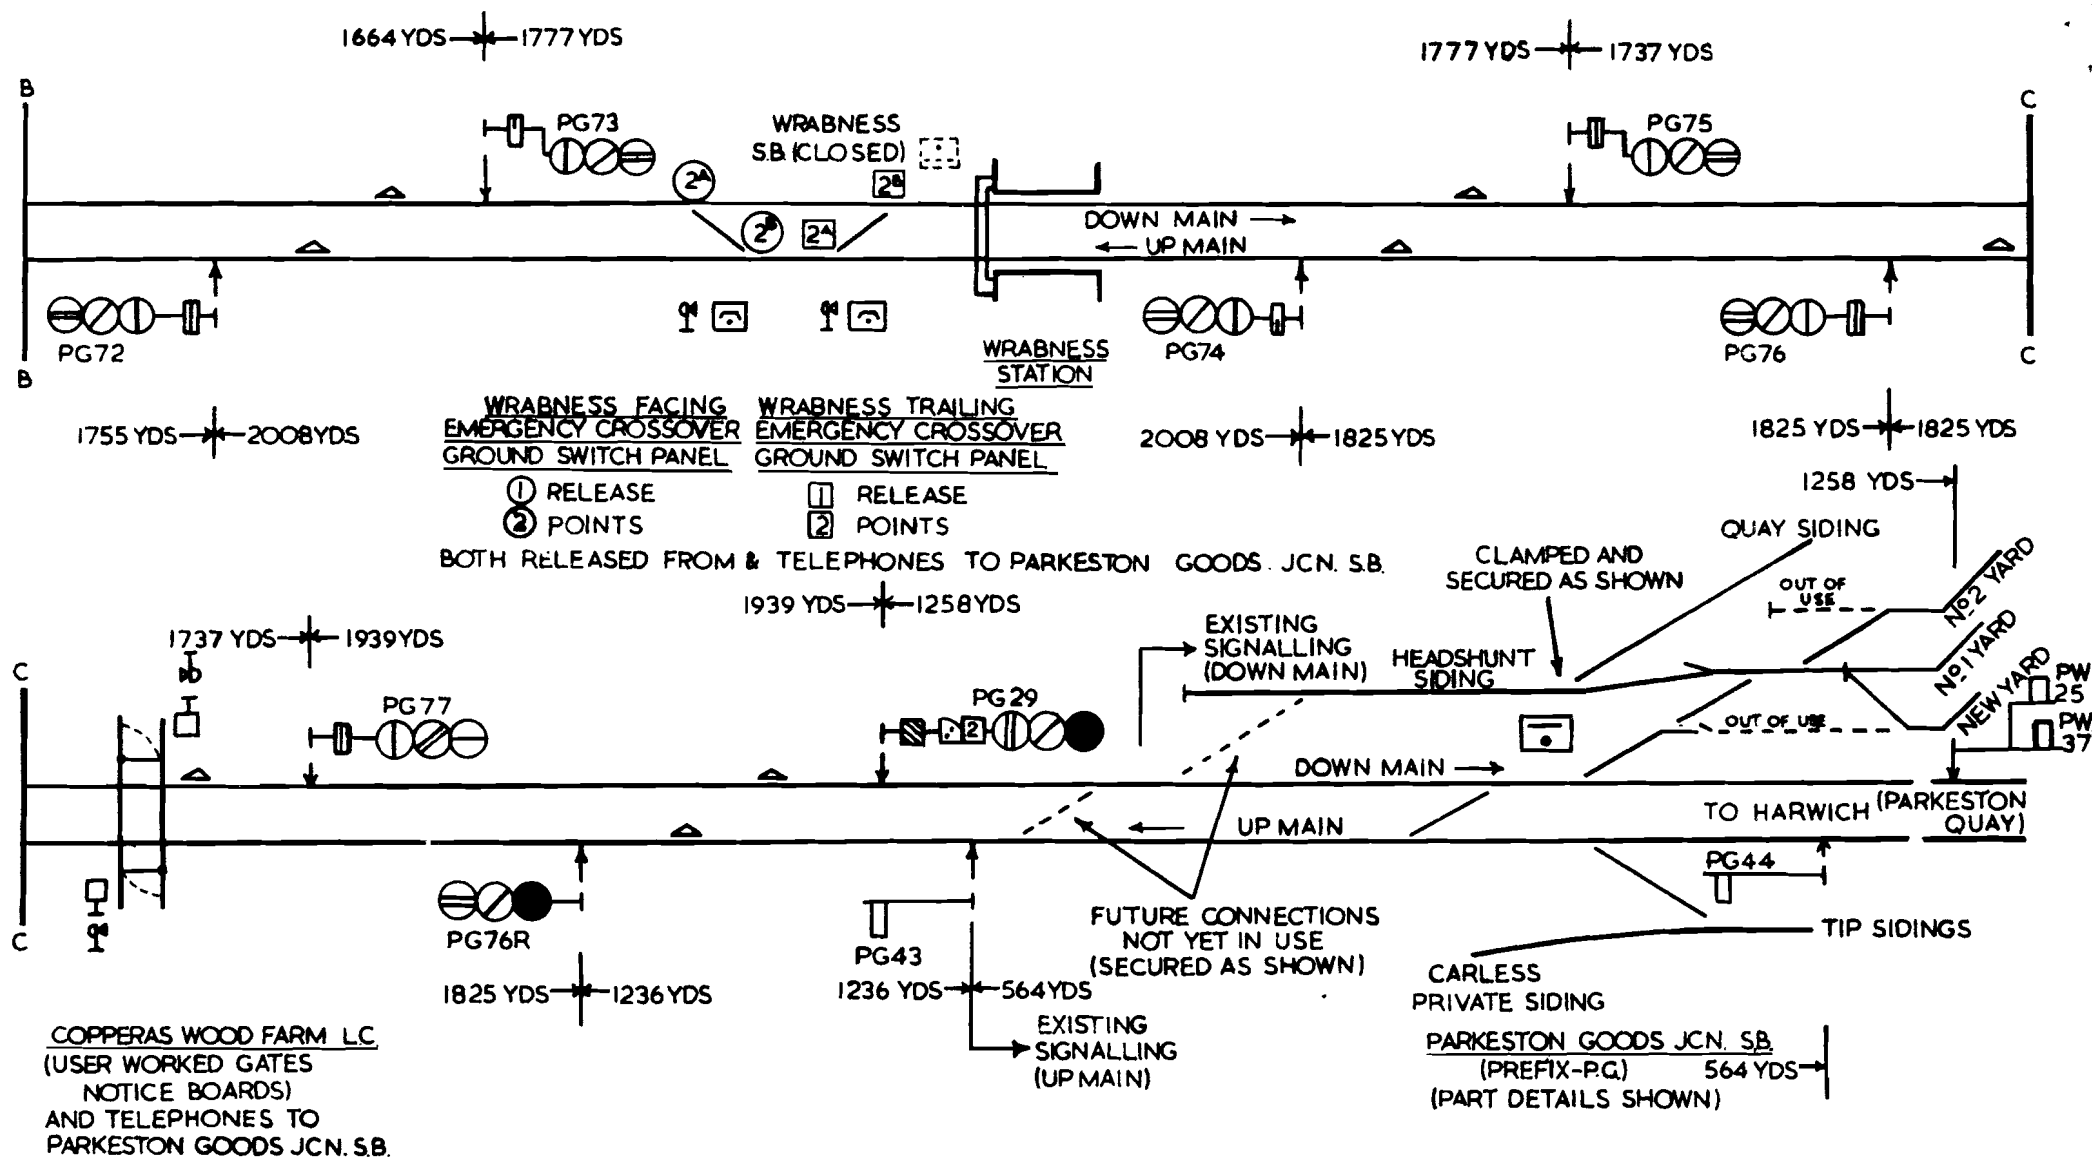 1664 YDS 1777 YDS
1777 YDS 1737 YDS
B
C
PG73
WRABNESS
S.B. (CLOSED)
PG75
2A
2B
2B
2A
DOWN MAIN
UP MAIN
PG72
WRABNESS
STATION
PG74
PG76
B
C
1755 YDS 2008 YDS
2008 YDS 1825 YDS
1825 YDS 1825 YDS
WRABNESS FACING
EMERGENCY CROSSOVER
GROUND SWITCH PANEL
1 RELEASE
2 POINTS
WRABNESS TRAILING
EMERGENCY CROSSOVER
GROUND SWITCH PANEL
1 RELEASE
2 POINTS
BOTH RELEASED FROM & TELEPHONES TO PARKESTON GOODS. JCN. S.B.
1258 YDS
QUAY SIDING
CLAMPED AND
SECURED AS SHOWN
OUT OF
USE
No 2 YARD
No 1 YARD
NEW YARD
PW
25
PW
37
1939 YDS 1258 YDS
1737 YDS 1939 YDS
EXISTING
SIGNALLING
(DOWN MAIN)
HEADSHUNT
SIDING
C
PG77
PG29
2
OUT OF USE
DOWN MAIN
UP MAIN
TO HARWICH (PARKESTON
QUAY)
PG76R
PG43
PG44
C
FUTURE CONNECTIONS
NOT YET IN USE
(SECURED AS SHOWN)
TIP SIDINGS
CARLESS
PRIVATE SIDING
1825 YDS 1236 YDS
1236 YDS 564 YDS
EXISTING
SIGNALLING
(UP MAIN)
COPPERAS WOOD FARM L.C
(USER WORKED GATES
NOTICE BOARDS)
AND TELEPHONES TO
PARKESTON GOODS JCN. S.B.
PARKESTON GOODS JCN. S.B.
(PREFIX-P.G.) 564 YDS
(PART DETAILS SHOWN)